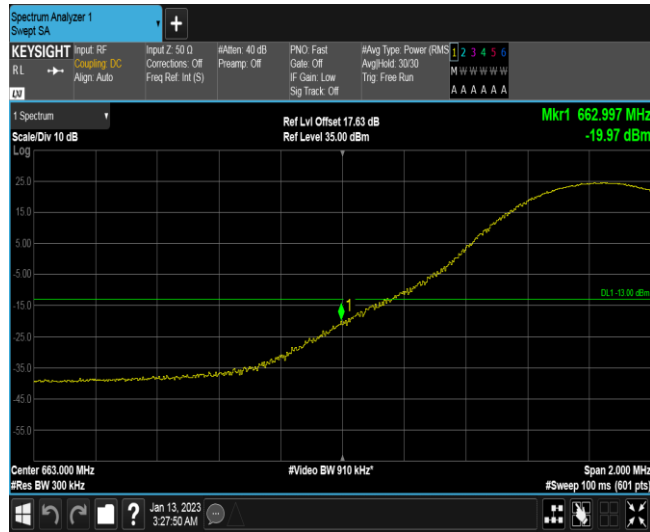 Spectrum Analyzer 1
Swept SA
KEYSIGHT
RL
LXI
Input: RF
Coupling: DC
Align: Auto
Input Z: 50 Ω
Corrections: Off
Freq Ref: Int (S)
#Atten: 40 dB
Preamp: Off
PNO: Fast
Gate: Off
IF Gain: Low
Sig Track: Off
#Avg Type: Power (RMS
Avg|Hold: 30/30
Trig: Free Run
1 2 3 4 5 6
M W W W W W
A A A A A A
1 Spectrum
Scale/Div 10 dB
Log
Ref Lvl Offset 17.63 dB
Ref Level 35.00 dBm
Mkr1 662.997 MHz
-19.97 dBm
25.0
15.0
5.00
-5.00
-15.0
-25.0
-35.0
-45.0
-55.0
1
DL1 -13.00 dBm
Center 663.000 MHz
#Res BW 300 kHz
#Video BW 910 kHz*
Span 2.000 MHz
#Sweep 100 ms (601 pts)
?
Jan 13, 2023
3:27:50 AM